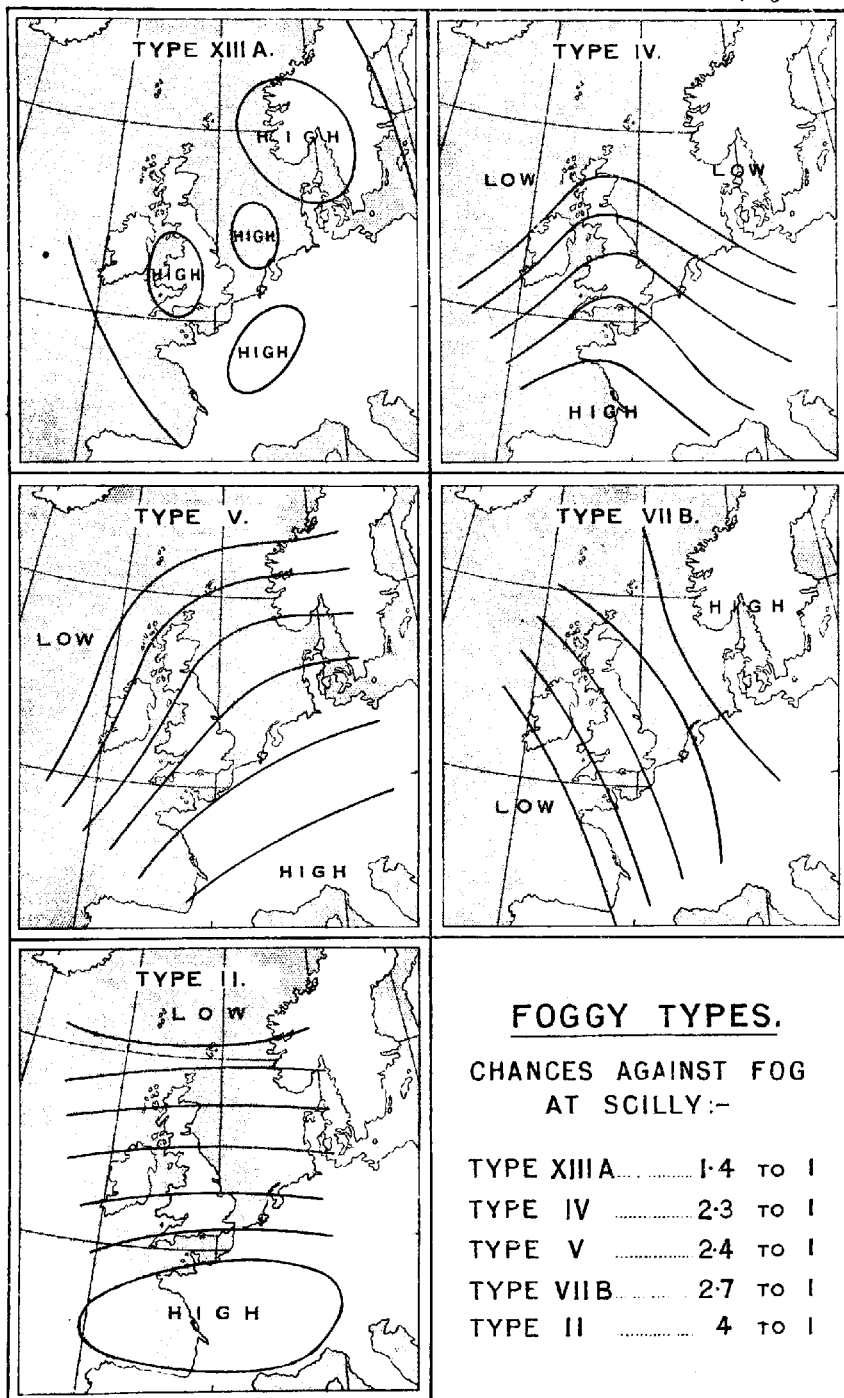 TYPE XIII A.
HIGH
HIGH
HIGH
HIGH
TYPE IV.
LOW
LOW
HIGH
TYPE V.
LOW
HIGH
TYPE VII B.
HIGH
LOW
TYPE II.
LOW
HIGH
FOGGY TYPES.
CHANCES AGAINST FOG
AT SCILLY:-
TYPE XIII A............ 1·4 TO 1
TYPE IV ............ 2·3 TO 1
TYPE V ............ 2·4 TO 1
TYPE VII B............ 2·7 TO 1
TYPE II ............ 4 TO 1